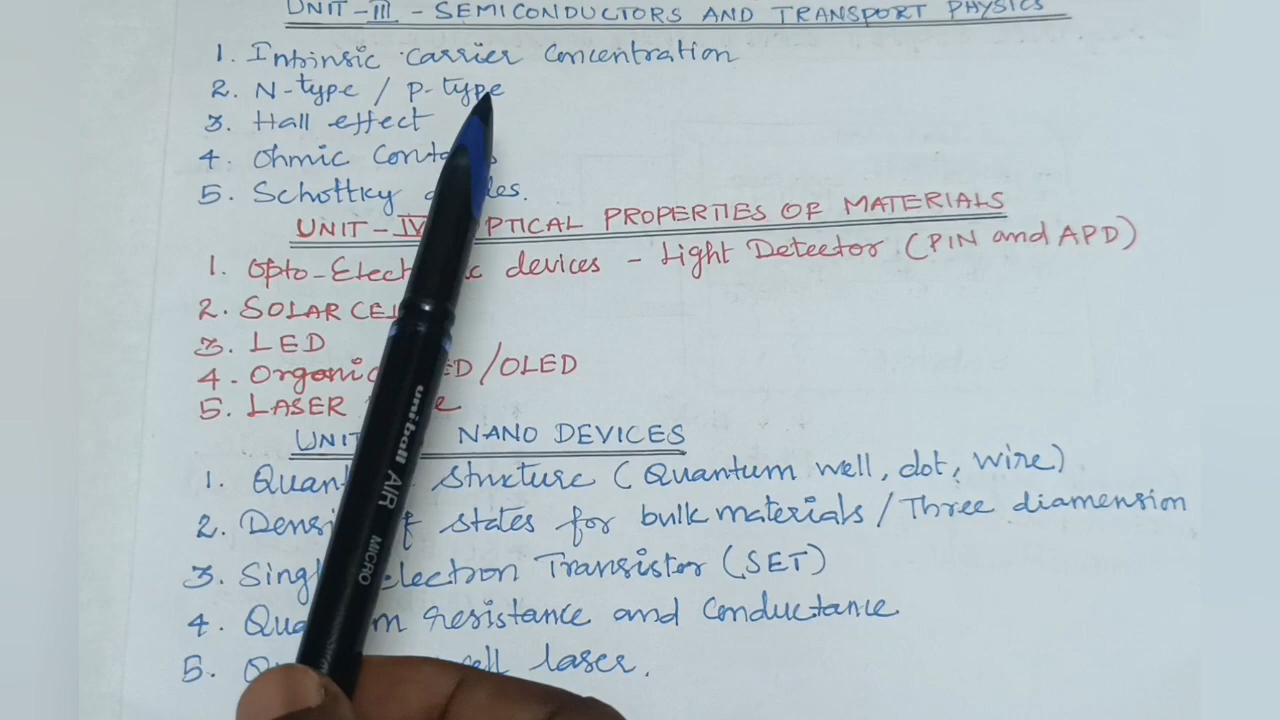 UNIT-III - SEMICONDUCTORS AND TRANSPORT PHYSICS
1. Intrinsic carrier concentration
2. N-type / P-type
3. Hall effect
4. Ohmic
5. Schottky
UNIT-IV PTICAL PROPERTIES OF MATERIALS
1. Opto-Elect ic devices - Light Detector (PIN and APD)
2. SOLAR CEL
3. LED
4. Organic ED/OLED
5. LASER
UNIT NANO DEVICES
1. Quan structure (Quantum well, dot, wire)
2. Densi f states for bulk materials / Three diamension
3. Singl electron Transistor (SET)
4. Qua m resistance and conductance
5. ell laser.
uniball AIR
MICRO